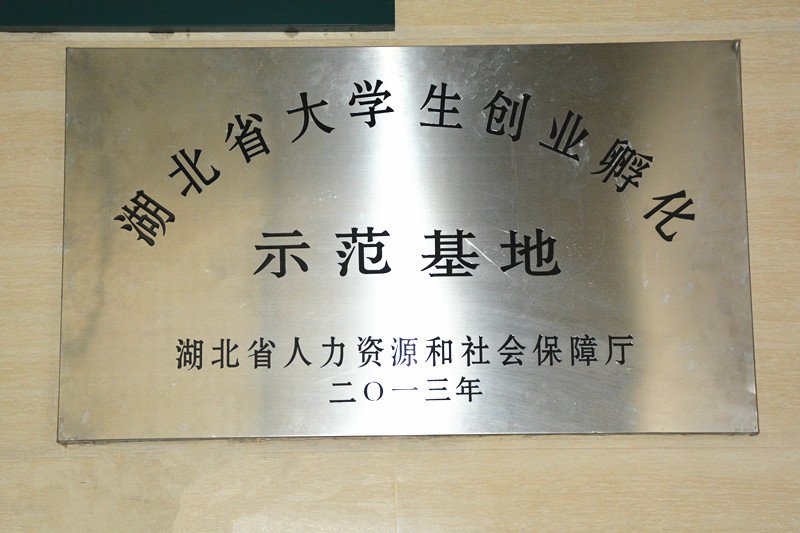 湖北省大学生创业孵化
示范基地
湖北省人力资源和社会保障厅
二〇一三年